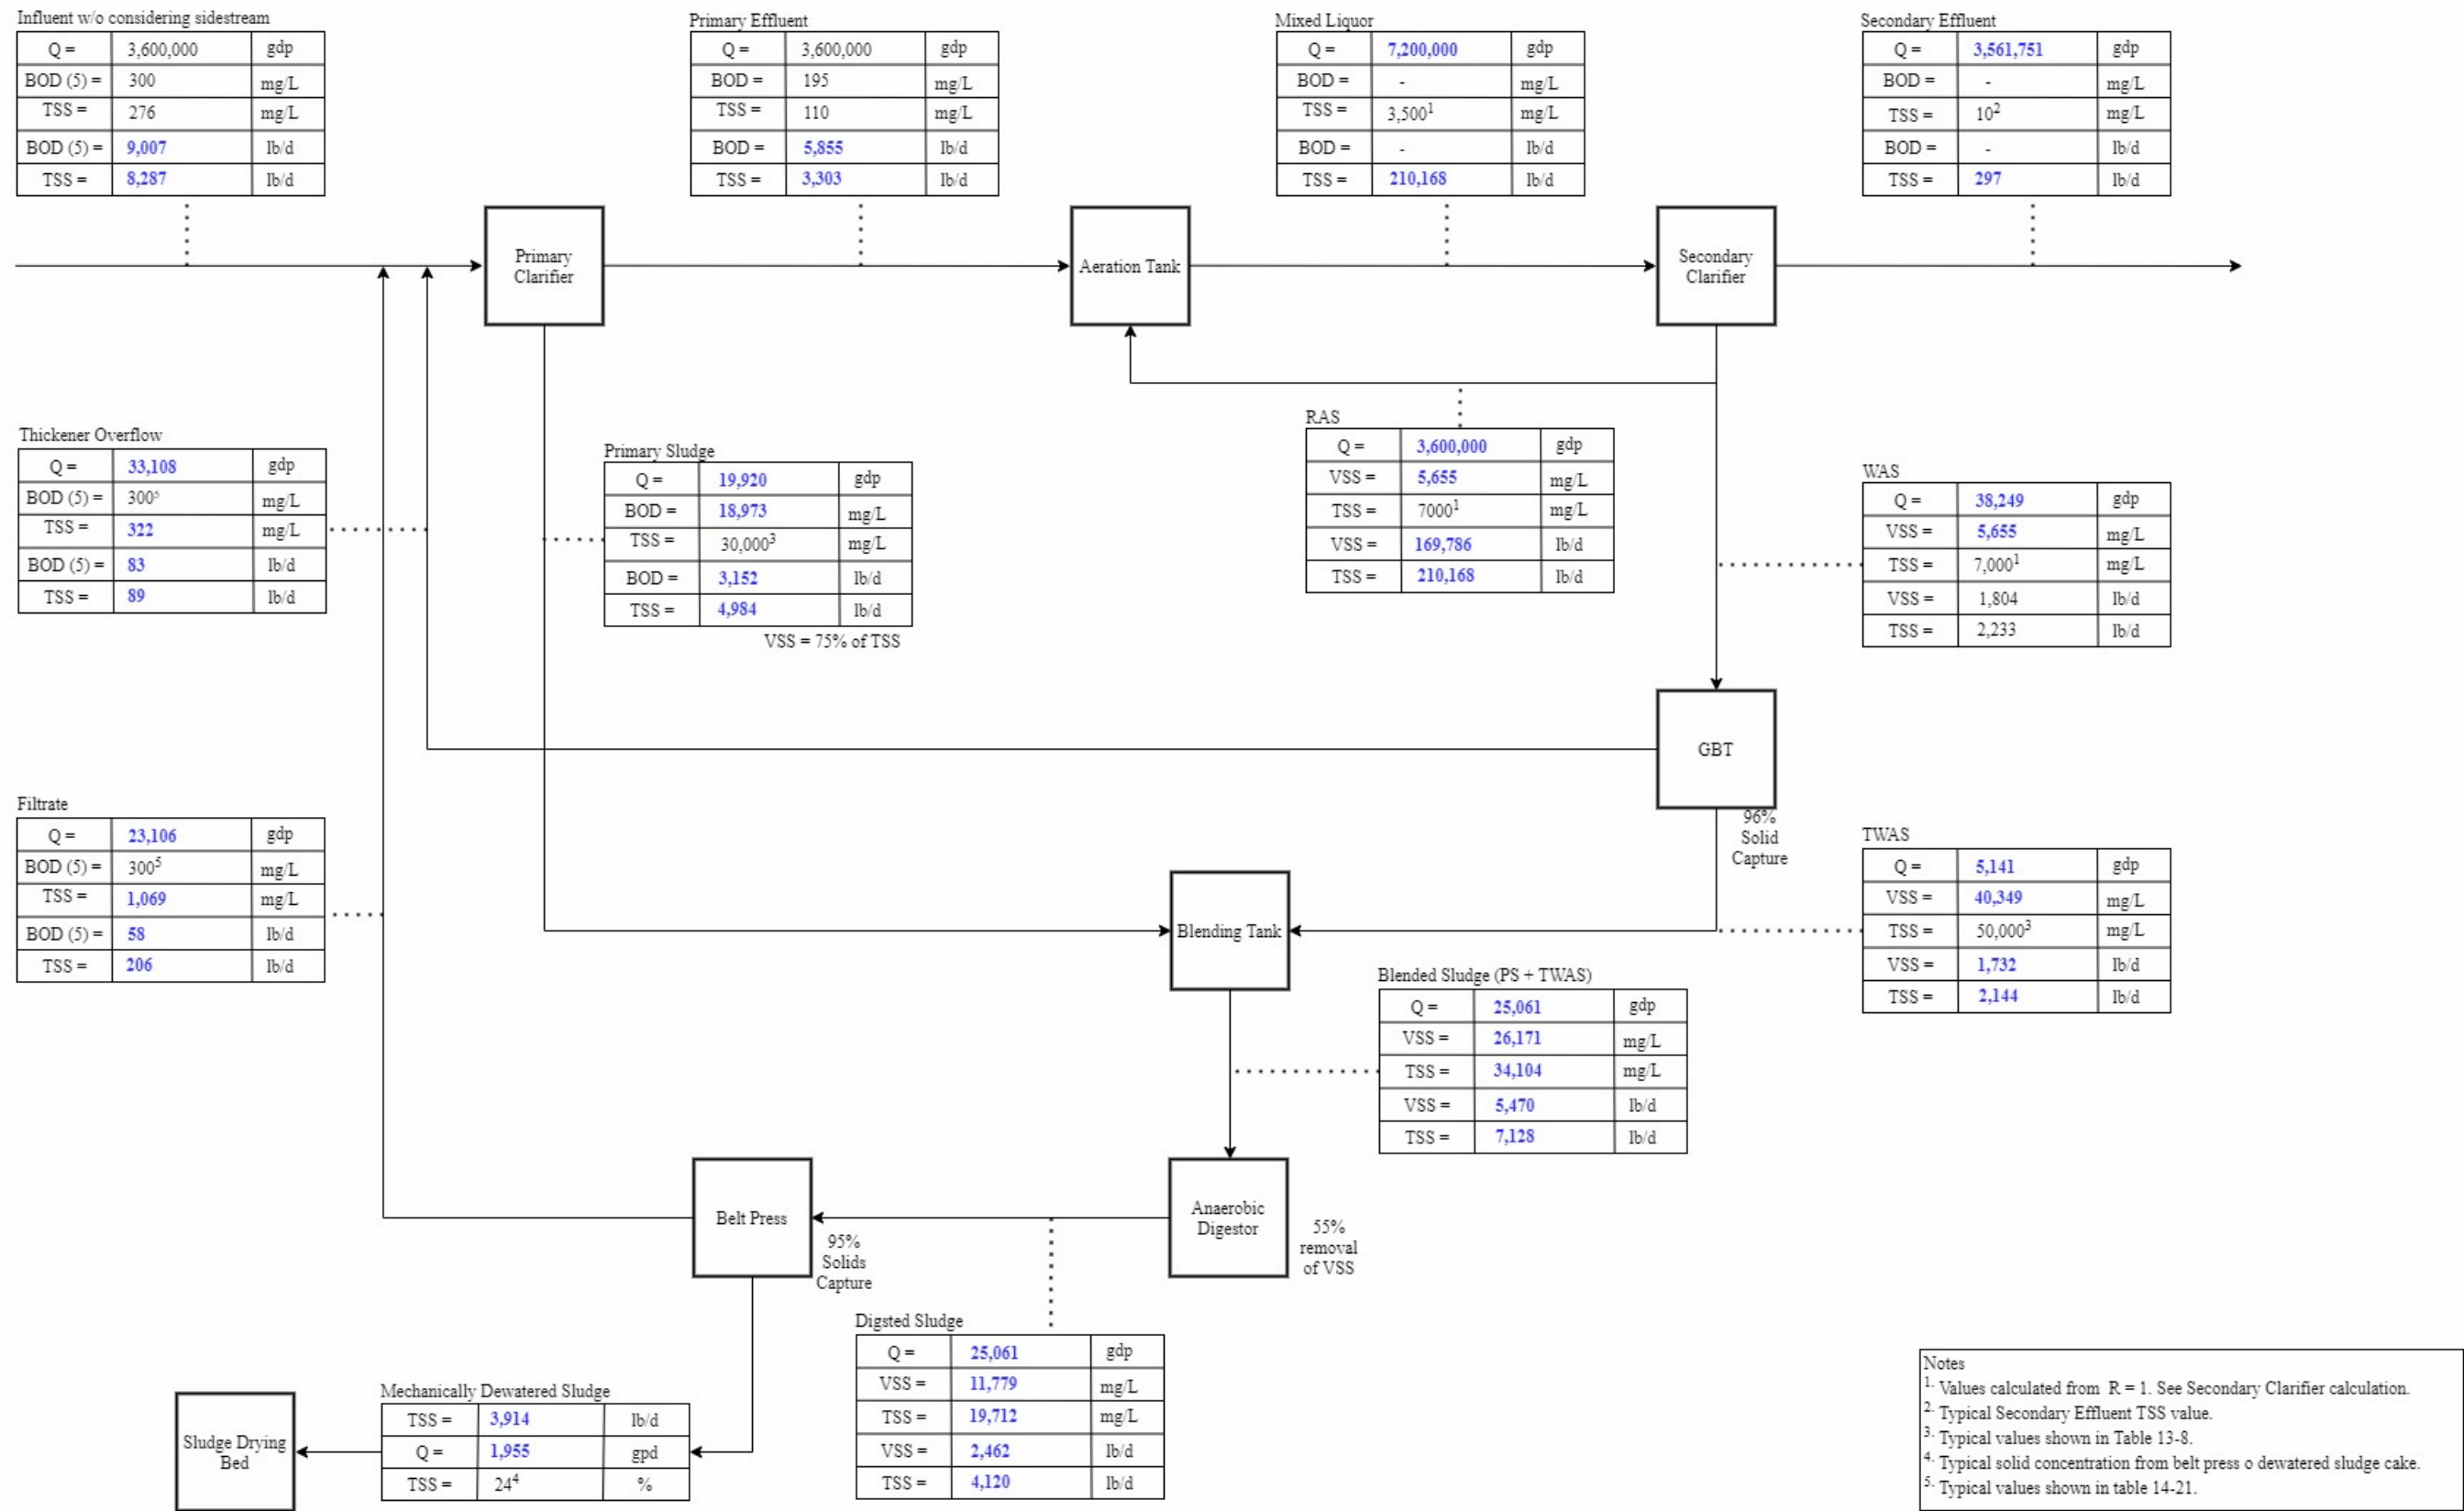 Influent w/o considering sidestream
Q = 3,600,000 gdp
BOD (5) = 300 mg/L
TSS = 276 mg/L
BOD (5) = 9,007 lb/d
TSS = 8,287 lb/d
Primary Effluent
Q = 3,600,000 gdp
BOD = 195 mg/L
TSS = 110 mg/L
BOD = 5,855 lb/d
TSS = 3,303 lb/d
Mixed Liquor
Q = 7,200,000 gdp
BOD = - mg/L
TSS = 3,500¹ mg/L
BOD = - lb/d
TSS = 210,168 lb/d
Secondary Effluent
Q = 3,561,751 gdp
BOD = - mg/L
TSS = 10² mg/L
BOD = - lb/d
TSS = 297 lb/d
Primary
Clarifier
Aeration Tank
Secondary
Clarifier
Thickener Overflow
Q = 33,108 gdp
BOD (5) = 300⁵ mg/L
TSS = 322 mg/L
BOD (5) = 83 lb/d
TSS = 89 lb/d
Primary Sludge
Q = 19,920 gdp
BOD = 18,973 mg/L
TSS = 30,000³ mg/L
BOD = 3,152 lb/d
TSS = 4,984 lb/d
VSS = 75% of TSS
RAS
Q = 3,600,000 gdp
VSS = 5,655 mg/L
TSS = 7000¹ mg/L
VSS = 169,786 lb/d
TSS = 210,168 lb/d
WAS
Q = 38,249 gdp
VSS = 5,655 mg/L
TSS = 7,000¹ mg/L
VSS = 1,804 lb/d
TSS = 2,233 lb/d
GBT
96%
Solid
Capture
Filtrate
Q = 23,106 gdp
BOD (5) = 300⁵ mg/L
TSS = 1,069 mg/L
BOD (5) = 58 lb/d
TSS = 206 lb/d
Blending Tank
TWAS
Q = 5,141 gdp
VSS = 40,349 mg/L
TSS = 50,000³ mg/L
VSS = 1,732 lb/d
TSS = 2,144 lb/d
Blended Sludge (PS + TWAS)
Q = 25,061 gdp
VSS = 26,171 mg/L
TSS = 34,104 mg/L
VSS = 5,470 lb/d
TSS = 7,128 lb/d
Belt Press
95%
Solids
Capture
Anaerobic
Digestor
55%
removal
of VSS
Digsted Sludge
Q = 25,061 gdp
VSS = 11,779 mg/L
TSS = 19,712 mg/L
VSS = 2,462 lb/d
TSS = 4,120 lb/d
Sludge Drying
Bed
Mechanically Dewatered Sludge
TSS = 3,914 lb/d
Q = 1,955 gpd
TSS = 24⁴ %
Notes
1. Values calculated from R = 1. See Secondary Clarifier calculation.
2. Typical Secondary Effluent TSS value.
3. Typical values shown in Table 13-8.
4. Typical solid concentration from belt press o dewatered sludge cake.
5. Typical values shown in table 14-21.